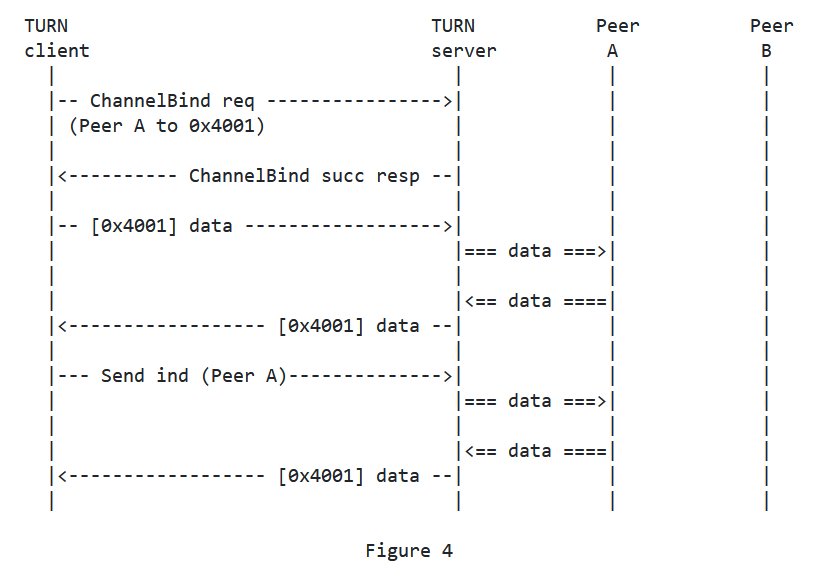 TURN                                 TURN           Peer          Peer
client                               server          A             B
  |                                    |             |             |
  |-- ChannelBind req ---------------->|             |             |
  | (Peer A to 0x4001)                 |             |             |
  |                                    |             |             |
  |<---------- ChannelBind succ resp --|             |             |
  |                                    |             |             |
  |-- [0x4001] data ------------------>|             |             |
  |                                    |=== data ===>|             |
  |                                    |             |             |
  |                                    |<== data ====|             |
  |<------------------ [0x4001] data --|             |             |
  |                                    |             |             |
  |--- Send ind (Peer A)-------------->|             |             |
  |                                    |=== data ===>|             |
  |                                    |             |             |
  |                                    |<== data ====|             |
  |<------------------ [0x4001] data --|             |             |
  |                                    |             |             |
Figure 4